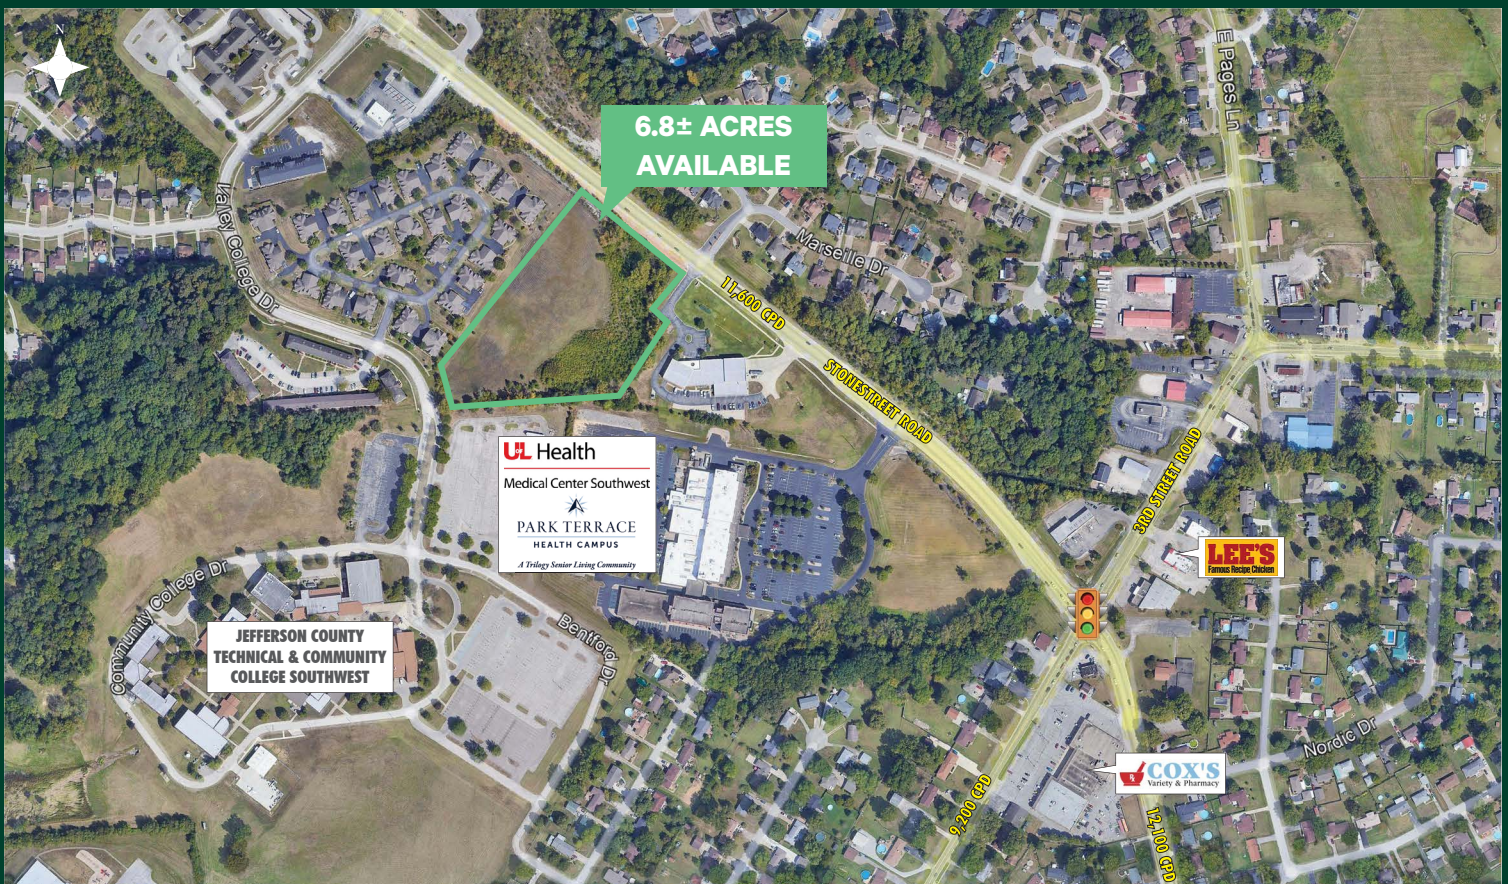 N
6.8± ACRES
AVAILABLE
E Pages Ln
Valley College Dr
Marseille Dr
11,600 CPD
STONESTREET ROAD
3RD STREET ROAD
UL Health
Medical Center Southwest
PARK TERRACE
HEALTH CAMPUS
A Trilogy Senior Living Community
LEE'S
Famous Recipe Chicken
Community College Dr
Bentford Dr
JEFFERSON COUNTY
TECHNICAL & COMMUNITY
COLLEGE SOUTHWEST
Nordic Dr
COX'S
Variety & Pharmacy
9,200 CPD
12,100 CPD